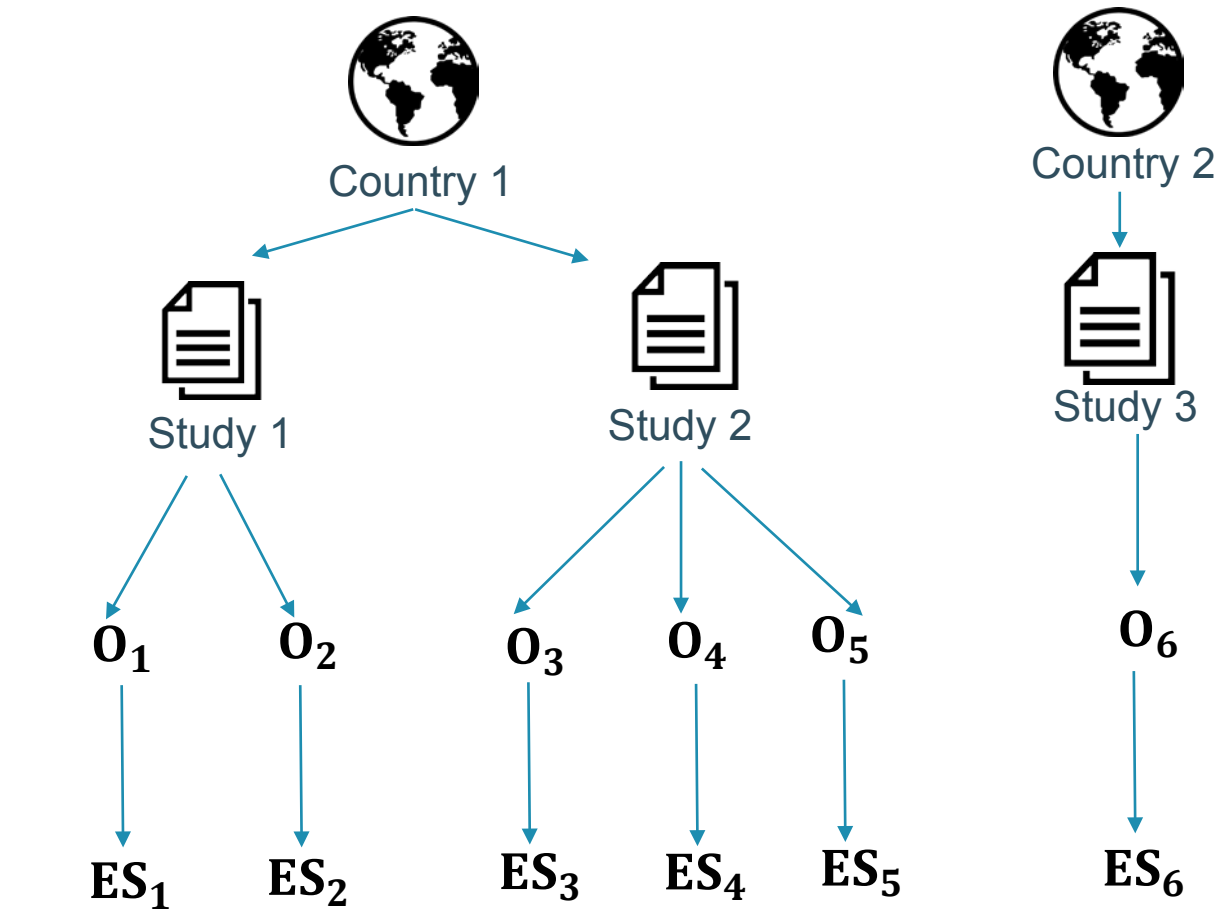 Country 1
Country 2
Study 1
Study 2
Study 3
O₁
O₂
O₃
O₄
O₅
O₆
ES₁
ES₂
ES₃
ES₄
ES₅
ES₆